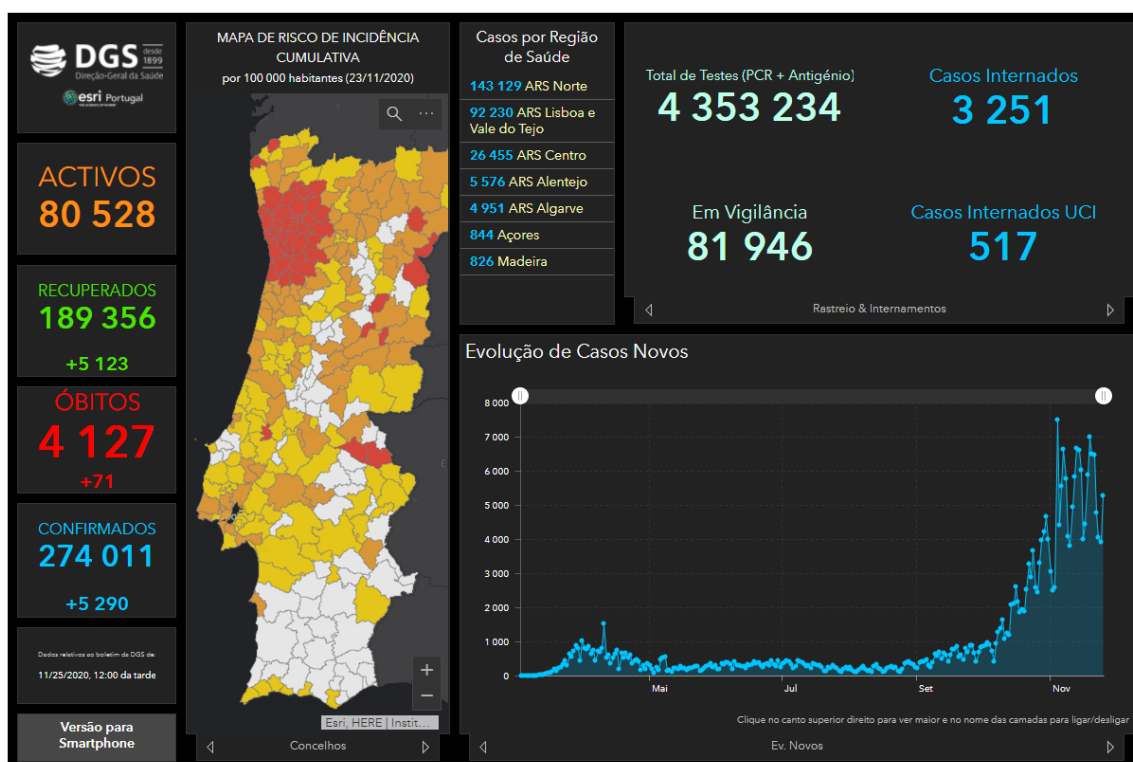 DGS desde 1899
Direção-Geral da Saúde
esri Portugal
ACTIVOS
80 528
RECUPERADOS
189 356
+5 123
ÓBITOS
4 127
+71
CONFIRMADOS
274 011
+5 290
Dados relativos ao boletim da DGS de:
11/25/2020, 12:00 da tarde
Versão para
Smartphone
MAPA DE RISCO DE INCIDÊNCIA
CUMULATIVA
por 100 000 habitantes (23/11/2020)
Esri, HERE | Instit...
Concelhos
Casos por Região
de Saúde
143 129 ARS Norte
92 230 ARS Lisboa e
Vale do Tejo
26 455 ARS Centro
5 576 ARS Alentejo
4 951 ARS Algarve
844 Açores
826 Madeira
Total de Testes (PCR + Antigénio)
4 353 234
Casos Internados
3 251
Em Vigilância
81 946
Casos Internados UCI
517
Rastreio & Internamentos
Evolução de Casos Novos
8 000
7 000
6 000
5 000
4 000
3 000
2 000
1 000
0
Mai Jul Set Nov
Clique no canto superior direito para ver maior e no nome das camadas para ligar/desligar
Ev. Novos